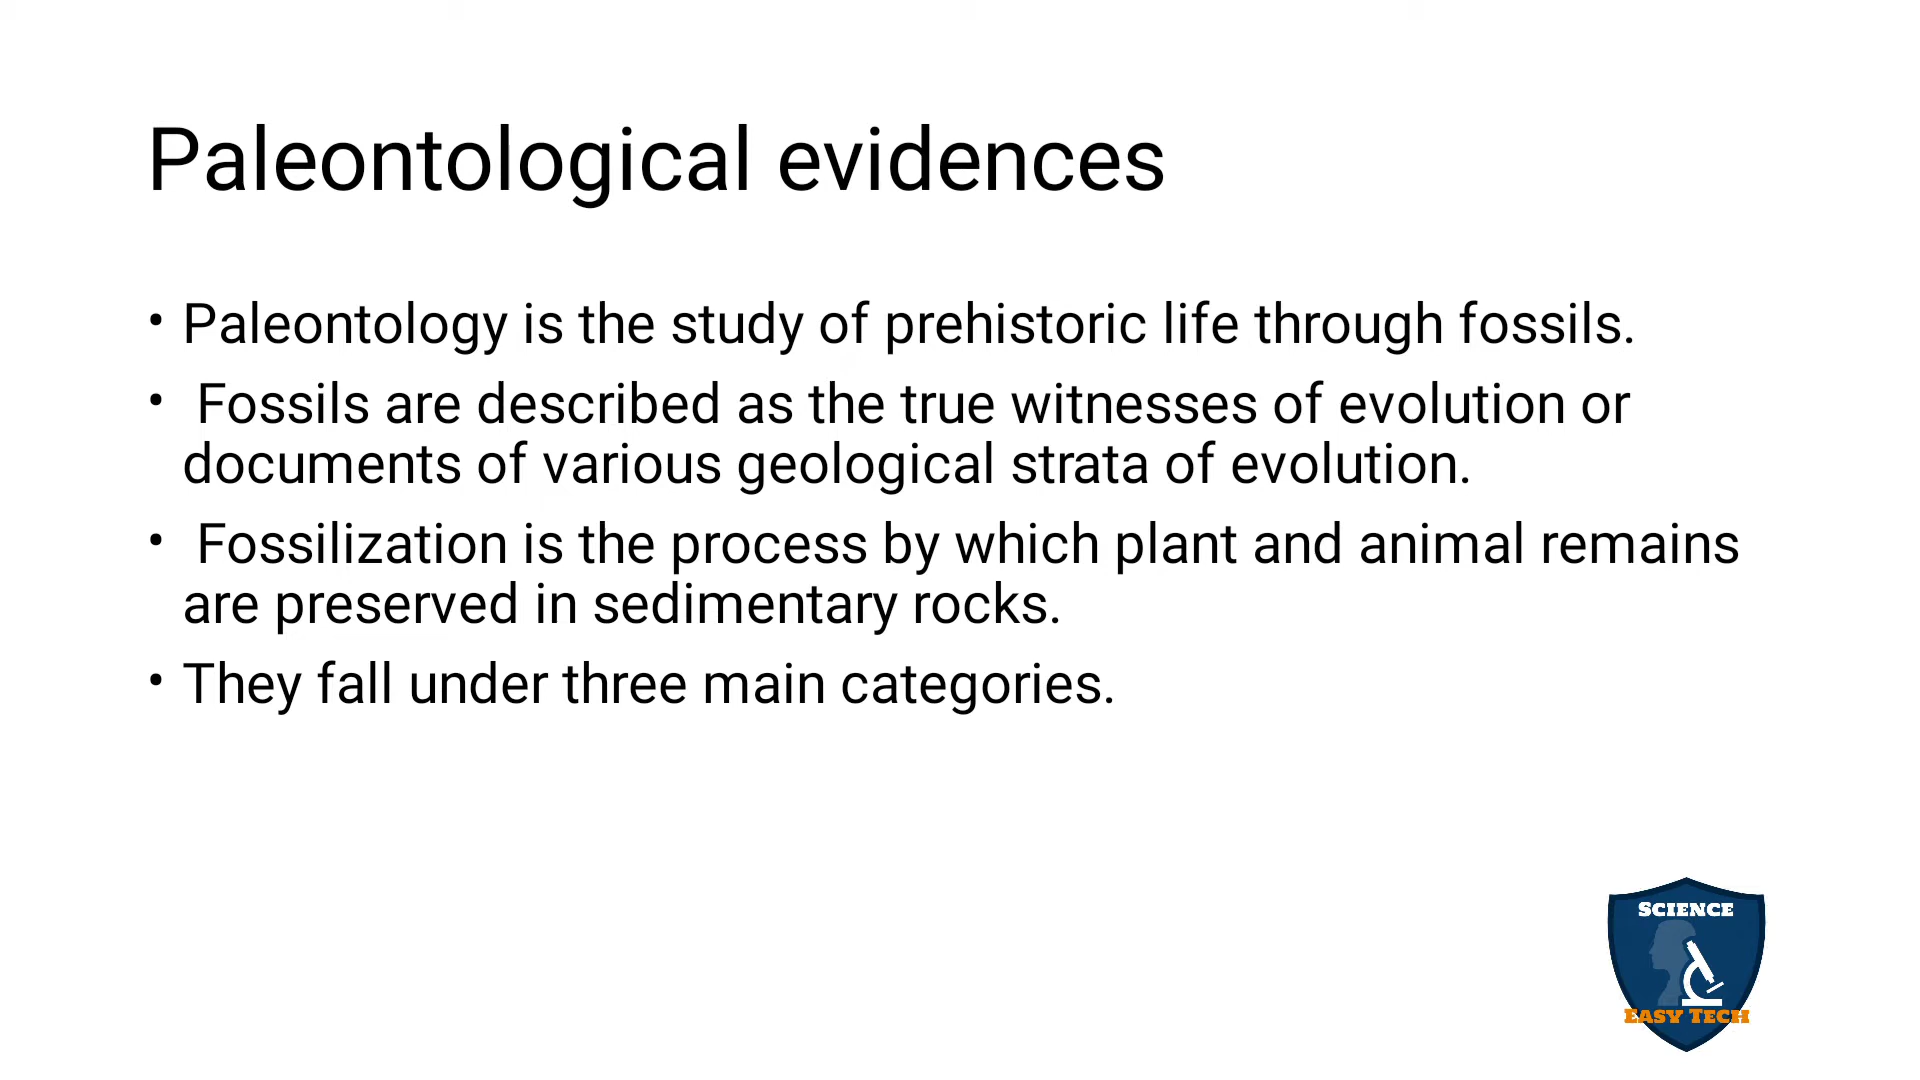 Paleontological evidences
• Paleontology is the study of prehistoric life through fossils.
• Fossils are described as the true witnesses of evolution or
documents of various geological strata of evolution.
• Fossilization is the process by which plant and animal remains
are preserved in sedimentary rocks.
• They fall under three main categories.
SCIENCE
EASY TECH